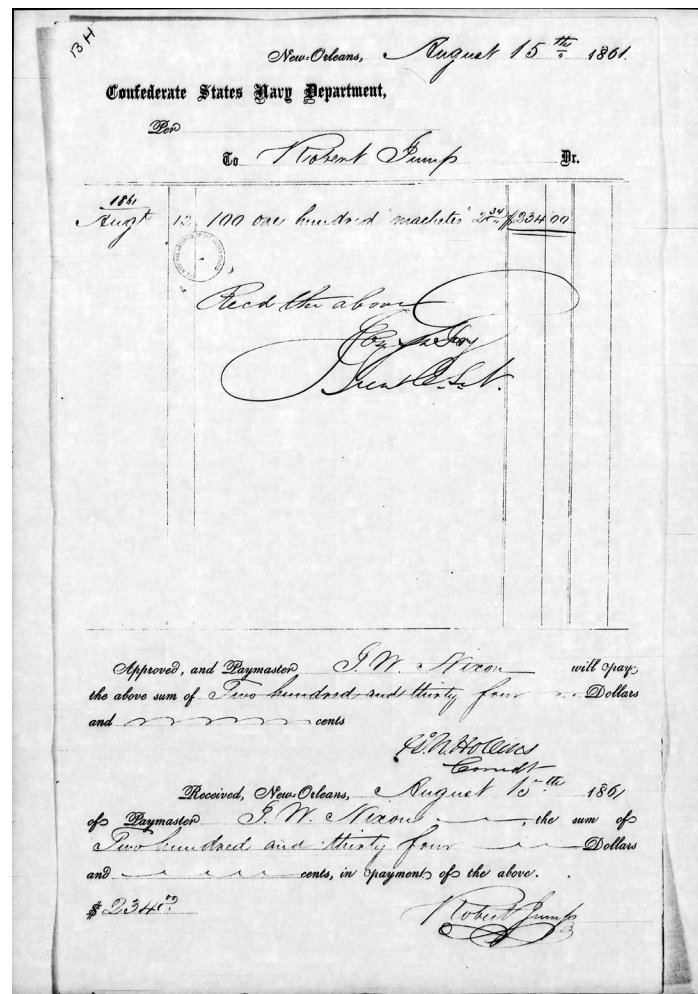 13 H
New-Orleans, August 15th 1861.
Confederate States Navy Department,
Per
To Robert Jump Dr.
1861
Augt 12 100 one hundred machetes 2 34 $234 00
Recd the above
C.S.N.
Approved, and Paymaster J. W. Nixon will pay
the above sum of Two hundred and thirty four Dollars
and cents
G. N. Hollins
Comdt
Received, New-Orleans, August 15th 1861
of Paymaster J. W. Nixon, the sum of
Two hundred and thirty four Dollars
and cents, in payment of the above.
$ 234 00
Robert Jump